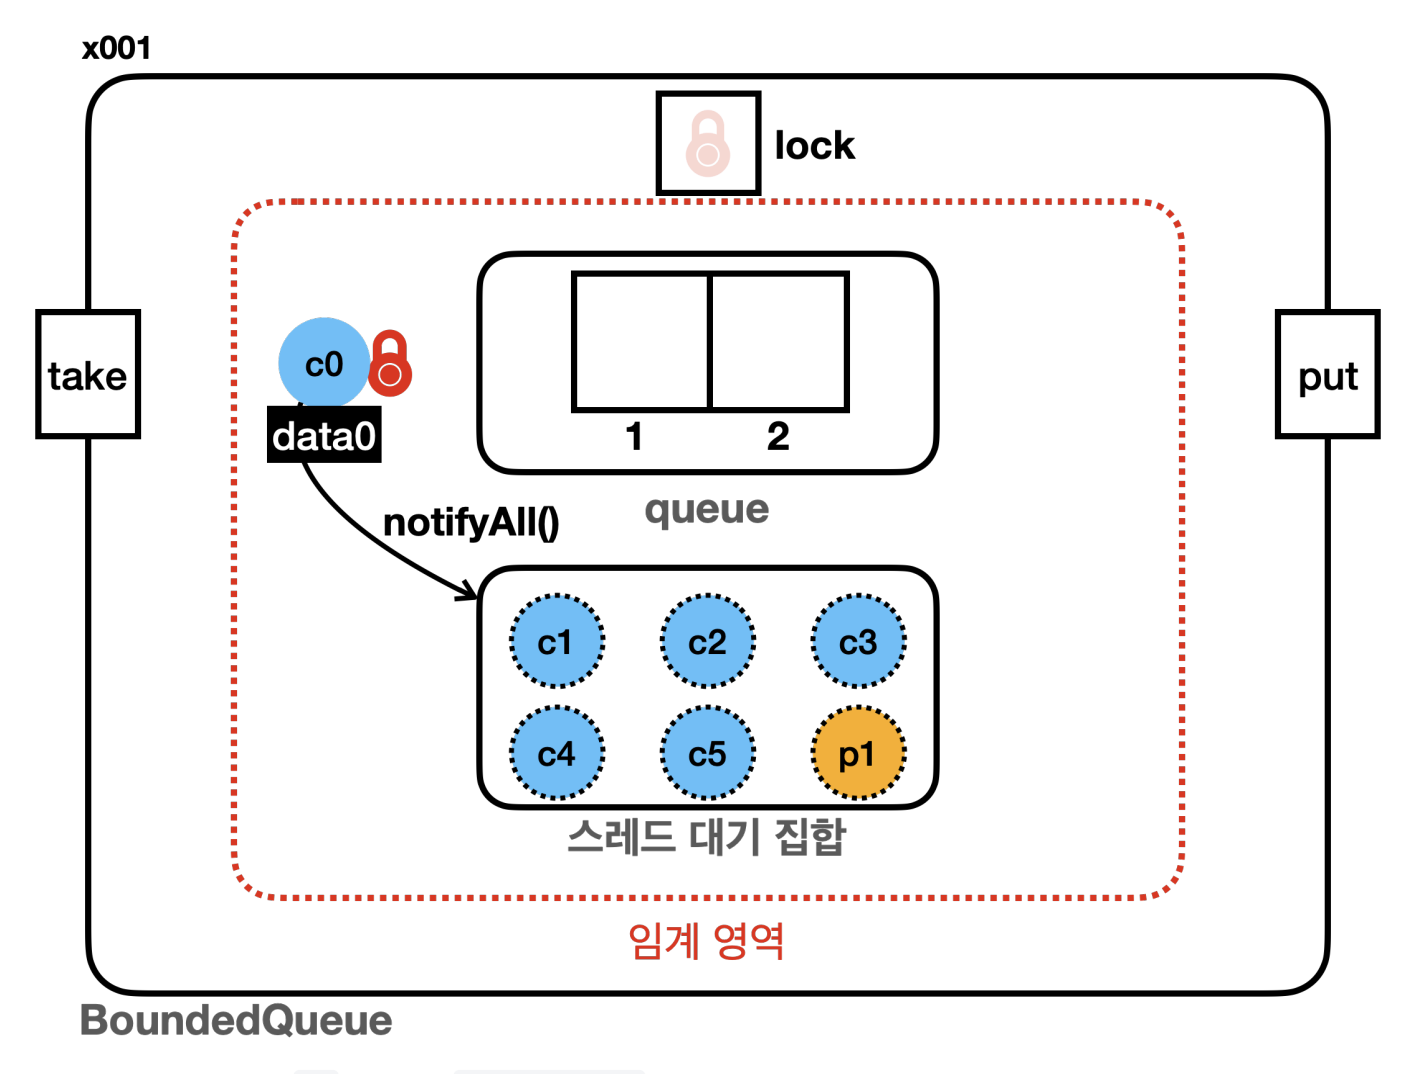 x001
lock
take
c0
data0
put
1 2
queue
notifyAll()
c1 c2 c3
c4 c5 p1
스레드 대기 집합
임계 영역
BoundedQueue